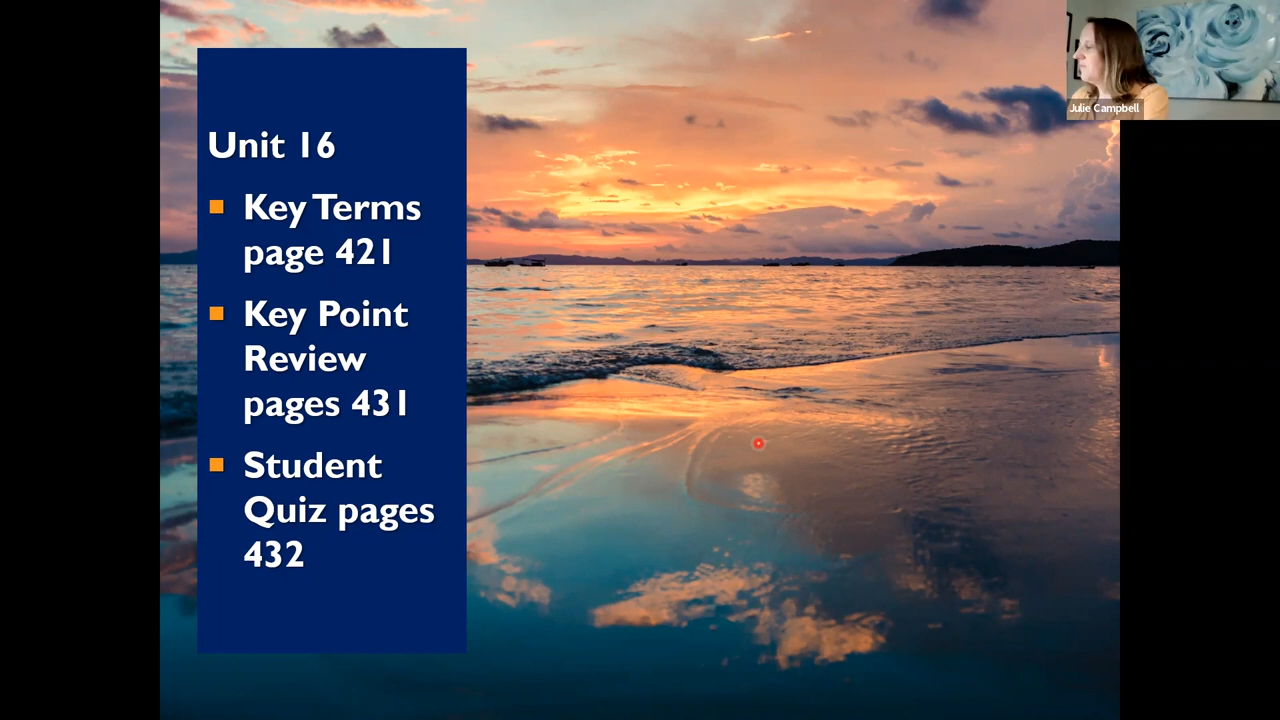 Unit 16
Key Terms
page 421
Key Point
Review
pages 431
Student
Quiz pages
432
Julie Campbell